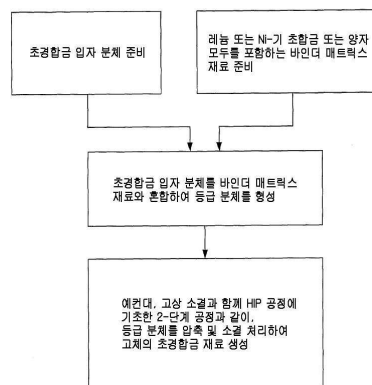 초경합금 입자 분체 준비
레늄 또는 Ni-기 초합금 또는 양자
모두를 포함하는 바인더 매트릭스
재료 준비
초경합금 입자 분체를 바인더 매트릭스
재료와 혼합하여 등급 분체를 형성
예컨대, 고상 소결과 함께 HIP 공정에
기초한 2-단계 공정과 같이,
등급 분체를 압축 및 소결 처리하여
고체의 초경합금 재료 생성